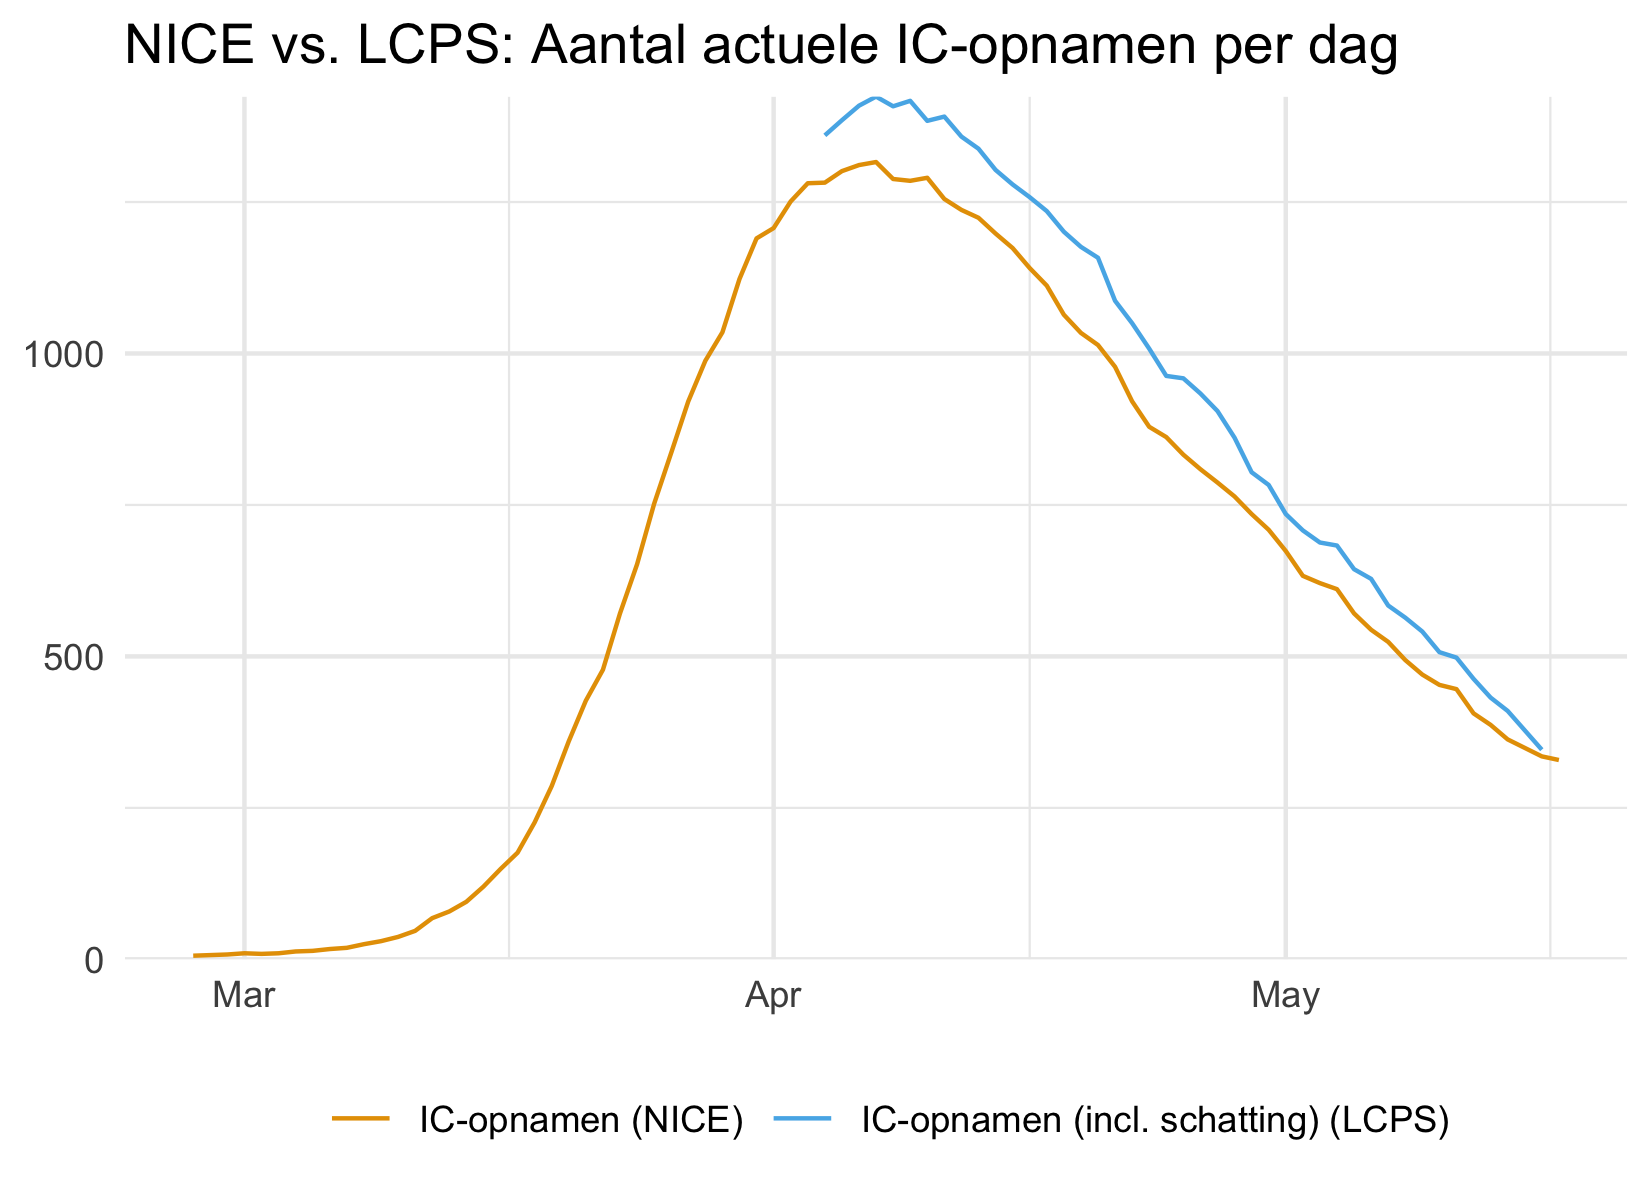 NICE vs. LCPS: Aantal actuele IC-opnamen per dag
1000
500
0
Mar Apr May
IC-opnamen (NICE) IC-opnamen (incl. schatting) (LCPS)